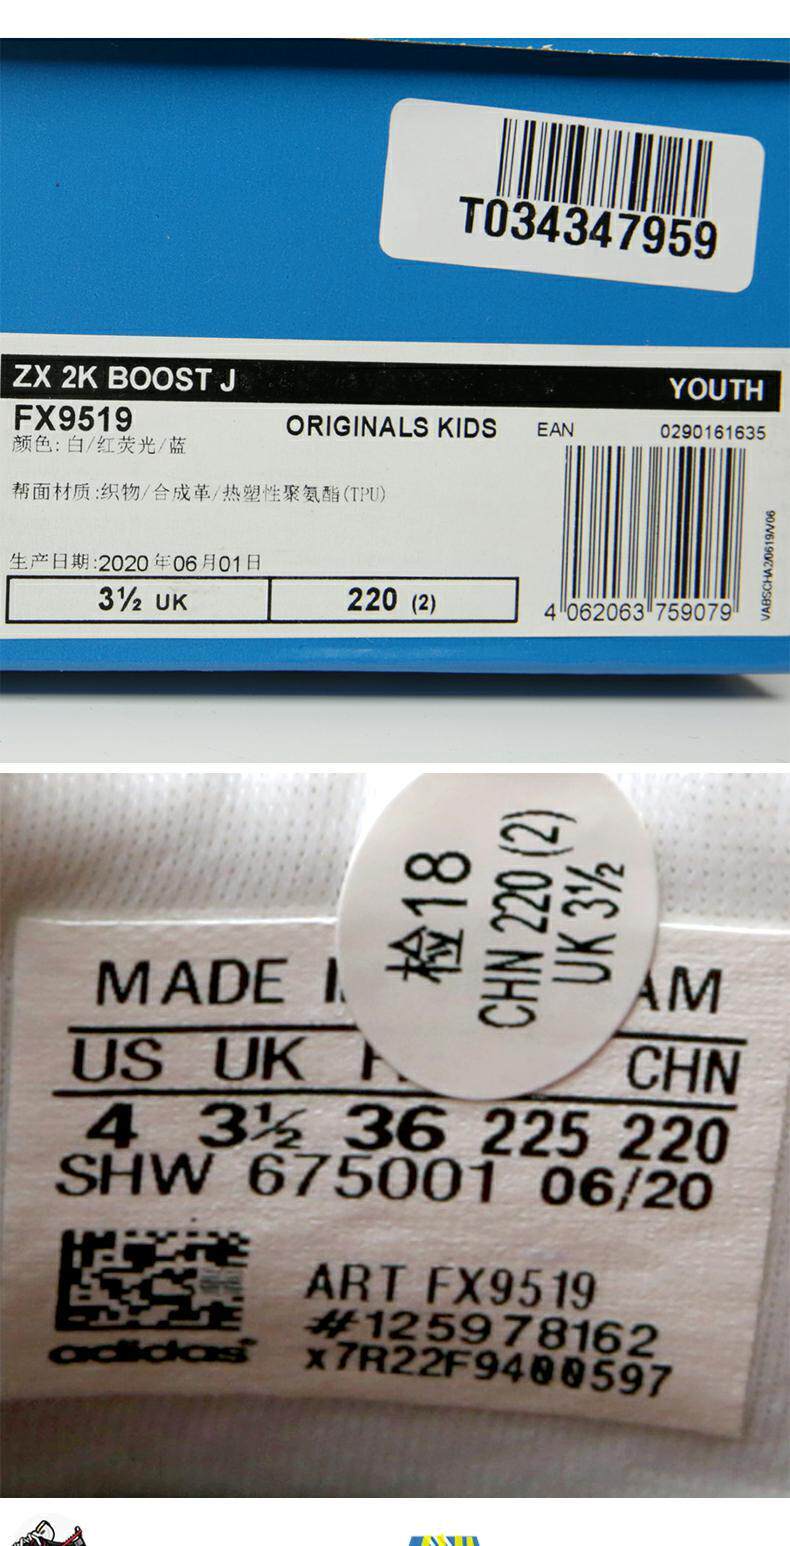 T034347959
ZX 2K BOOST J
YOUTH
FX9519
ORIGINALS KIDS
EAN
0290161635
颜色: 白/红荧光/蓝
帮面材质:织物/合成革/热塑性聚氨酯(TPU)
生产日期:2020年06月01日
3½ UK
220 (2)
4 062063 759079
VABSCHA2/0619/V06
检18
CHN 220 (2)
UK 3½
MADE
AM
US UK
CHN
4 3½ 36 225 220
SHW 675001 06/20
ART FX9519
#125978162
x7R22F9400597
adidas